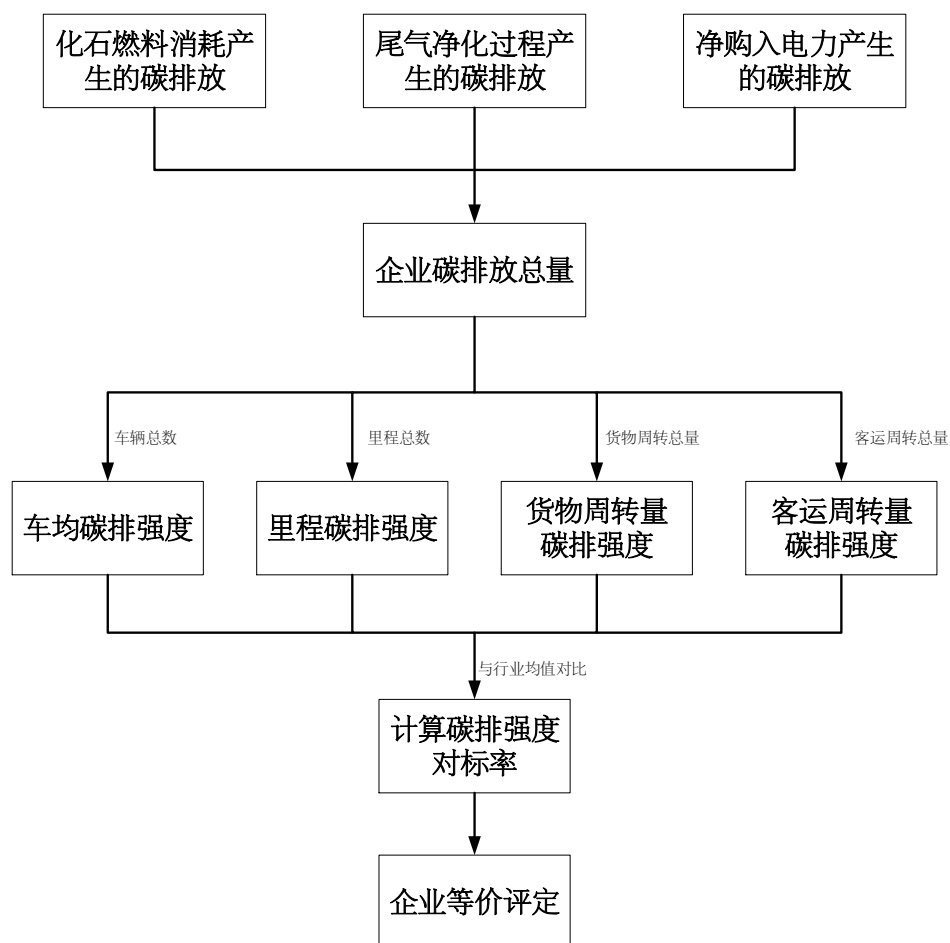 化石燃料消耗产
生的碳排放
尾气净化过程产
生的碳排放
净购入电力产生
的碳排放
企业碳排放总量
车辆总数
里程总数
货物周转总量
客运周转总量
车均碳排强度
里程碳排强度
货物周转量
碳排强度
客运周转量
碳排强度
与行业均值对比
计算碳排强度
对标率
企业等价评定